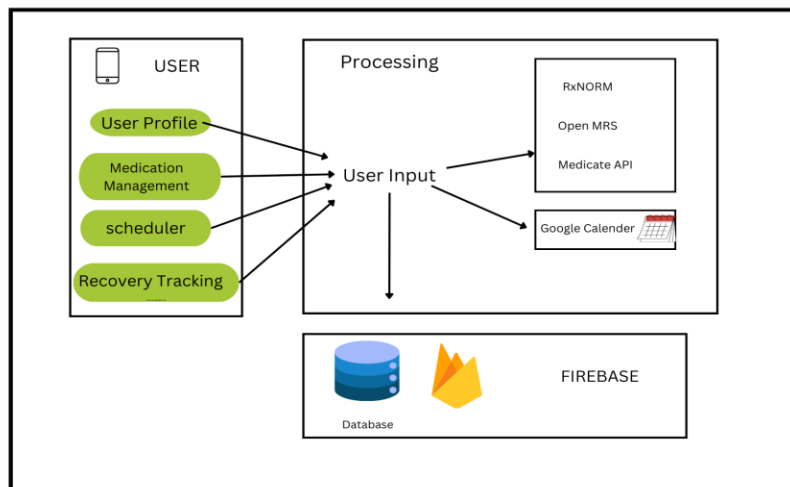 USER
User Profile
Medication
Management
scheduler
Recovery Tracking
Processing
User Input
RxNORM
Open MRS
Medicate API
Google Calender
FIREBASE
Database